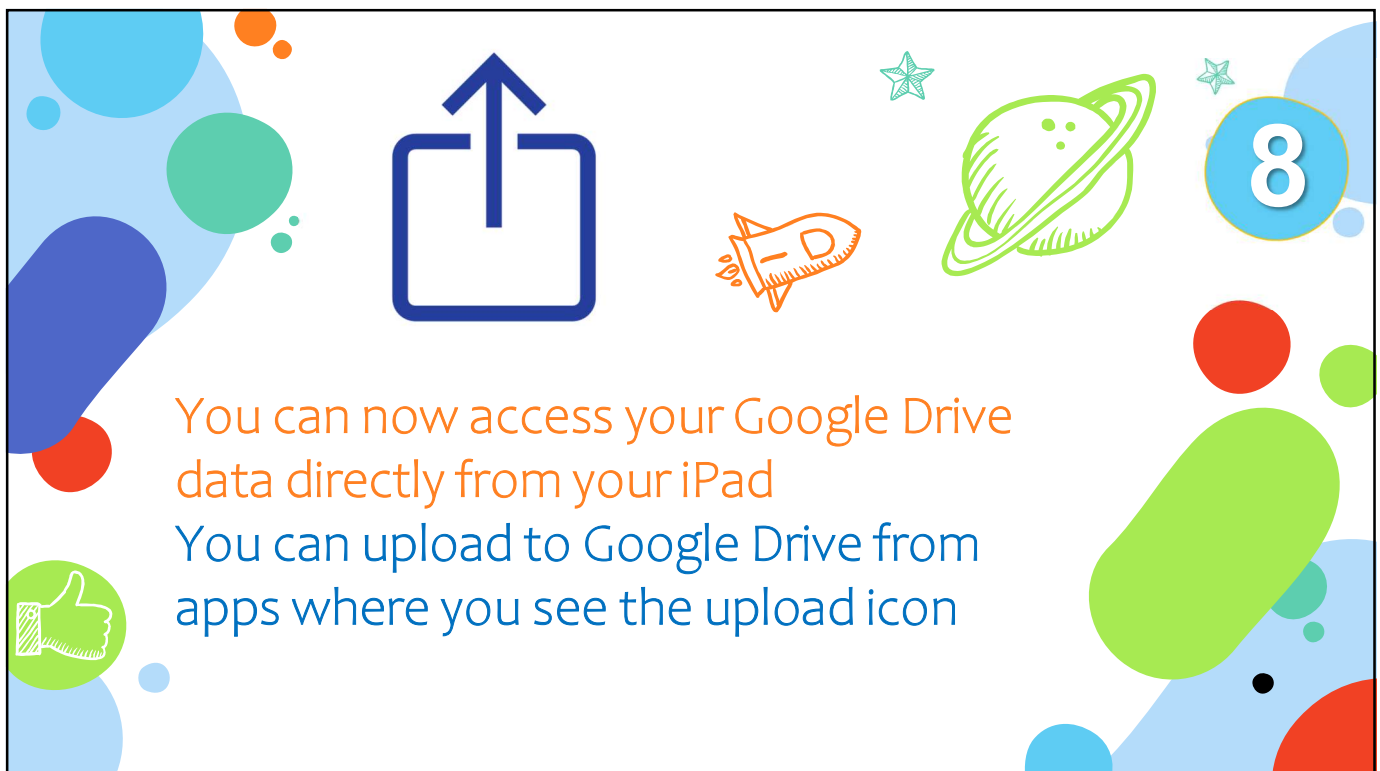 8
You can now access your Google Drive
data directly from your iPad
You can upload to Google Drive from
apps where you see the upload icon